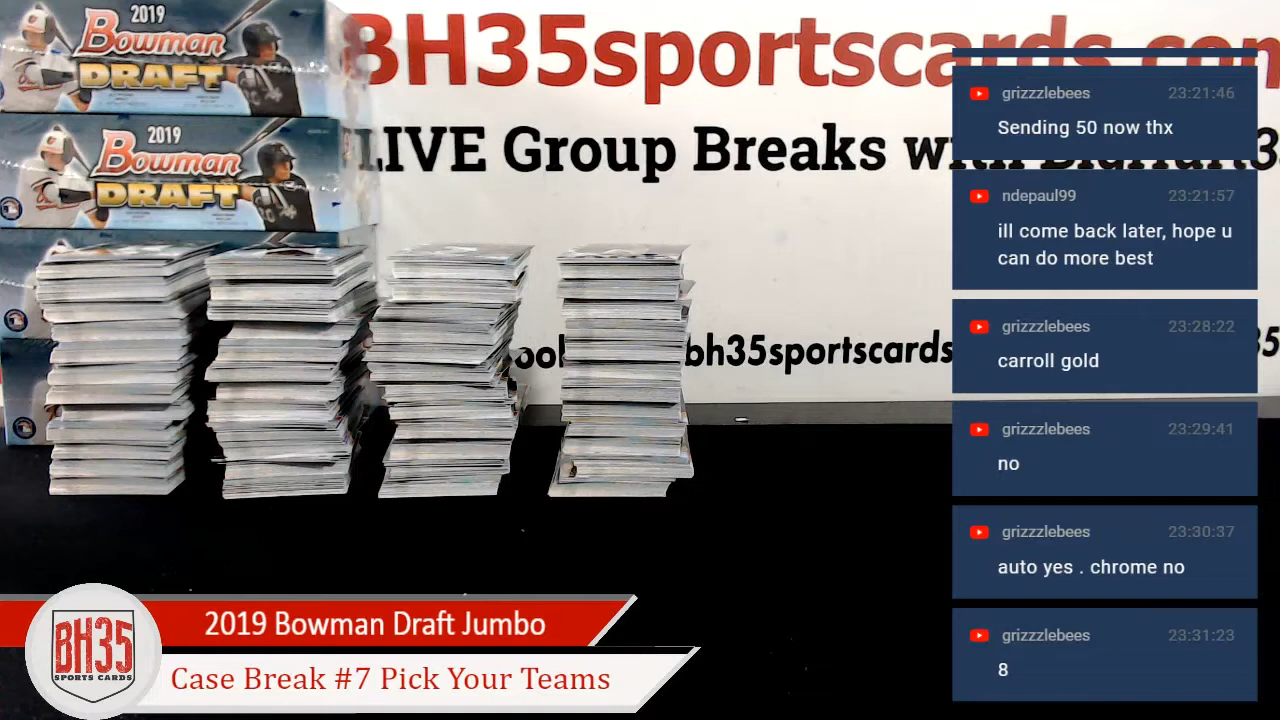 2019
Bowman
DRAFT
2019
Bowman
DRAFT
BH35sportscards.com
LIVE Group Breaks with
bh35sportscards
grizzzlebees 23:21:46
Sending 50 now thx
ndepaul99 23:21:57
ill come back later, hope u
can do more best
grizzzlebees 23:28:22
carroll gold
grizzzlebees 23:29:41
no
grizzzlebees 23:30:37
auto yes . chrome no
grizzzlebees 23:31:23
8
BH35
SPORTS CARDS
2019 Bowman Draft Jumbo
Case Break #7 Pick Your Teams